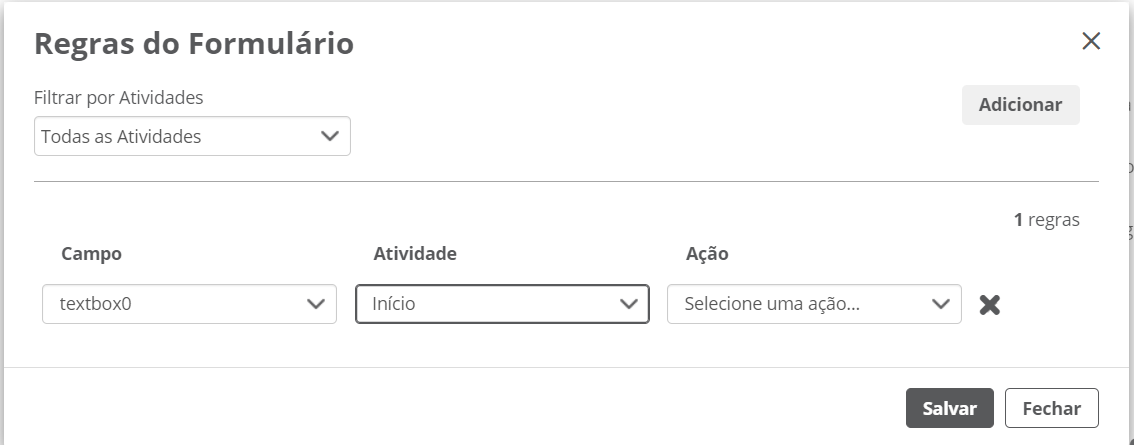 Regras do Formulário
Filtrar por Atividades
Adicionar
Todas as Atividades
1 regras
Campo Atividade Ação
textbox0 Início Selecione uma ação...
Salvar Fechar